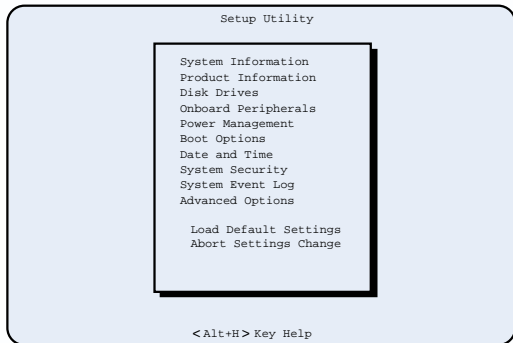 Setup Utility
System Information
Product Information
Disk Drives
Onboard Peripherals
Power Management
Boot Options
Date and Time
System Security
System Event Log
Advanced Options
Load Default Settings
Abort Settings Change
<Alt+H> Key Help